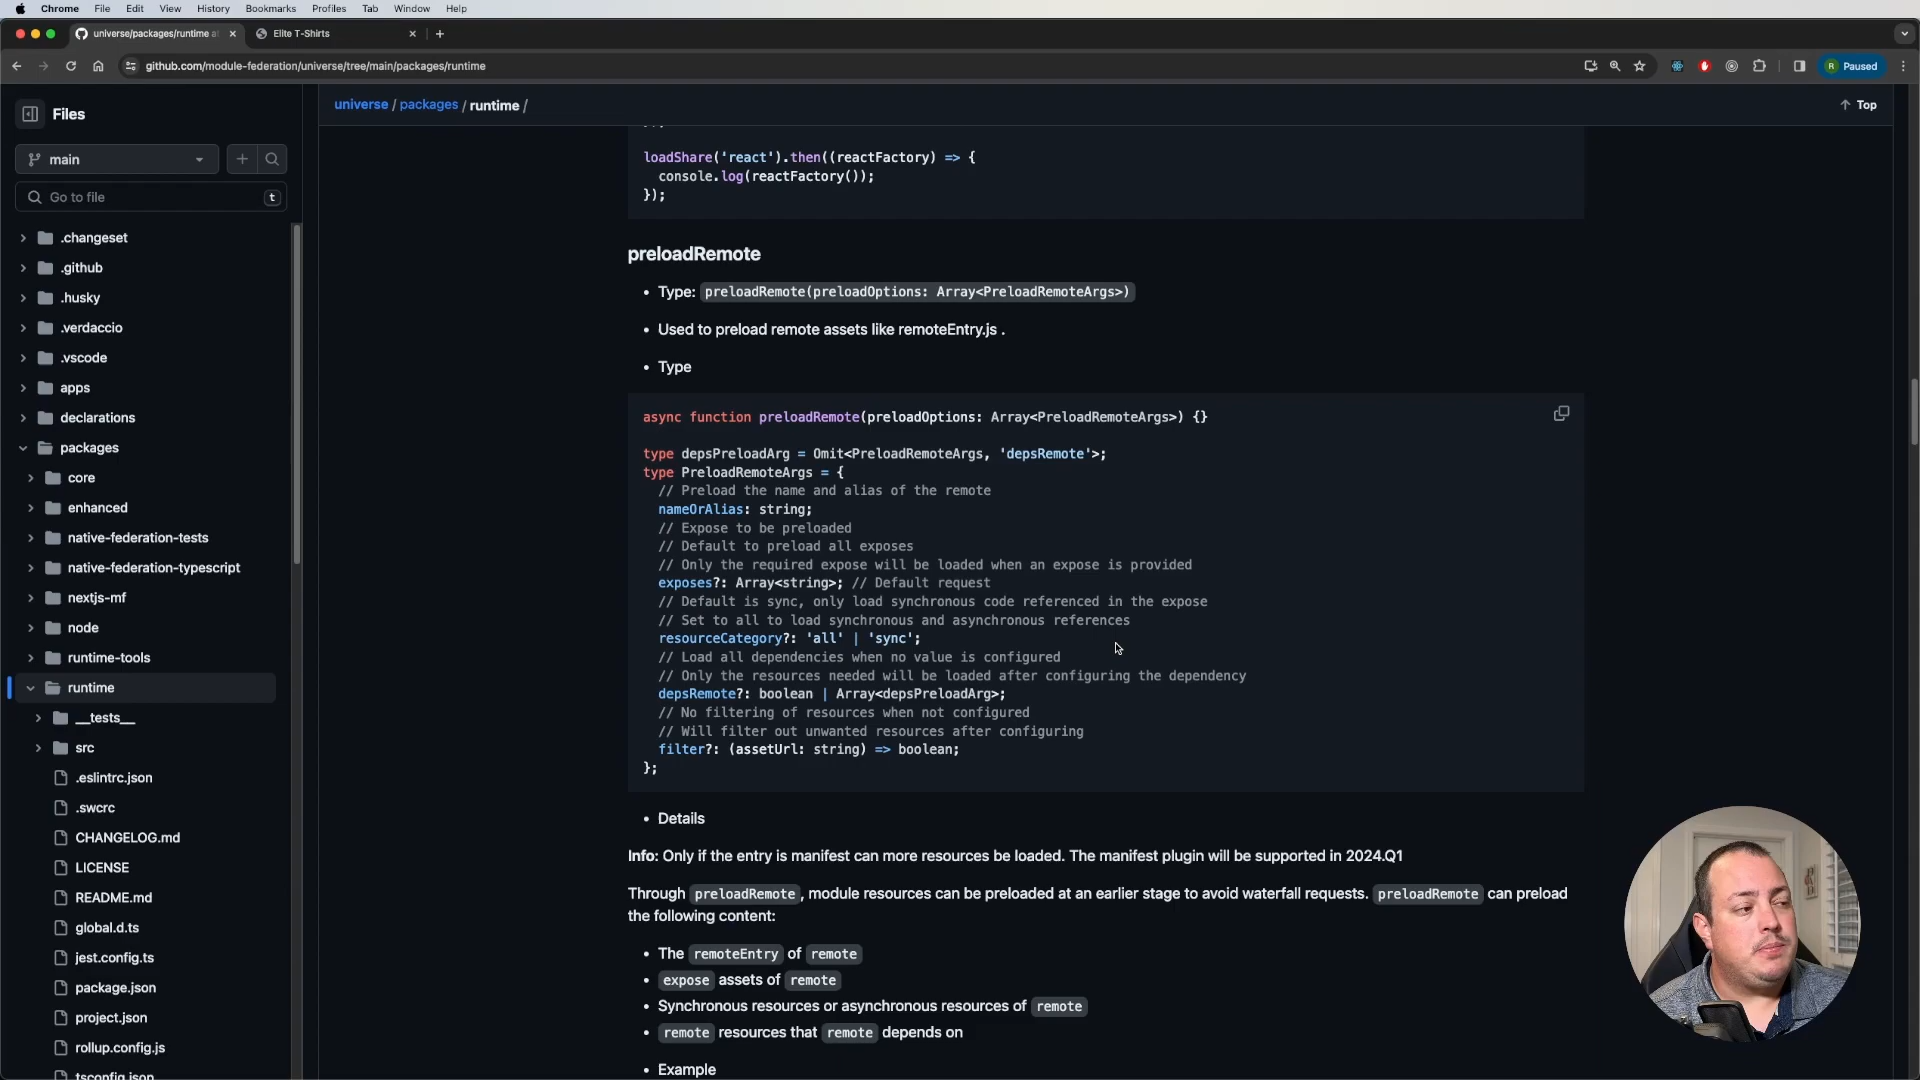 Chrome File Edit View History Bookmarks Profiles Tab Window Help
universe/packages/runtime a
Elite T-Shirts
github.com/module-federation/universe/tree/main/packages/runtime
R Paused
Files
main
Go to file
t
.changeset
.github
.husky
.verdaccio
.vscode
apps
declarations
packages
core
enhanced
native-federation-tests
native-federation-typescript
nextjs-mf
node
runtime-tools
runtime
__tests__
src
.eslintrc.json
.swcrc
CHANGELOG.md
LICENSE
README.md
global.d.ts
jest.config.ts
package.json
project.json
rollup.config.js
tsconfig.json
universe / packages / runtime /
Top
loadShare('react').then((reactFactory) => {
console.log(reactFactory());
});
preloadRemote
• Type: preloadRemote(preloadOptions: Array<PreloadRemoteArgs>)
• Used to preload remote assets like remoteEntry.js .
• Type
async function preloadRemote(preloadOptions: Array<PreloadRemoteArgs>) {}
type depsPreloadArg = Omit<PreloadRemoteArgs, 'depsRemote'>;
type PreloadRemoteArgs = {
// Preload the name and alias of the remote
nameOrAlias: string;
// Expose to be preloaded
// Default to preload all exposes
// Only the required expose will be loaded when an expose is provided
exposes?: Array<string>; // Default request
// Default is sync, only load synchronous code referenced in the expose
// Set to all to load synchronous and asynchronous references
resourceCategory?: 'all' | 'sync';
// Load all dependencies when no value is configured
// Only the resources needed will be loaded after configuring the dependency
depsRemote?: boolean | Array<depsPreloadArg>;
// No filtering of resources when not configured
// Will filter out unwanted resources after configuring
filter?: (assetUrl: string) => boolean;
};
• Details
Info: Only if the entry is manifest can more resources be loaded. The manifest plugin will be supported in 2024.Q1
Through preloadRemote, module resources can be preloaded at an earlier stage to avoid waterfall requests. preloadRemote can preload
the following content:
• The remoteEntry of remote
• expose assets of remote
• Synchronous resources or asynchronous resources of remote
• remote resources that remote depends on
• Example